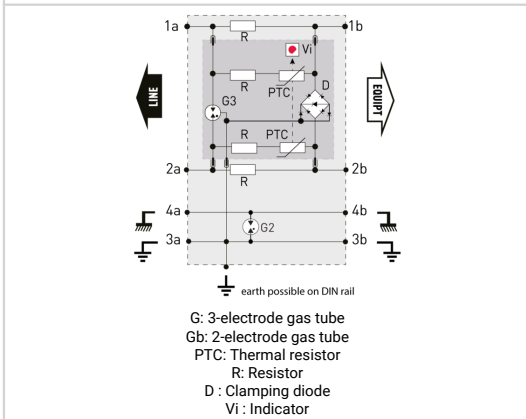 1a
1b
R
Vi
R
PTC
D
LINE
EQUIPT
G3
R
PTC
2a
2b
R
4a
4b
G2
3a
3b
earth possible on DIN rail
G: 3-electrode gas tube
Gb: 2-electrode gas tube
PTC: Thermal resistor
R: Resistor
D : Clamping diode
Vi : Indicator